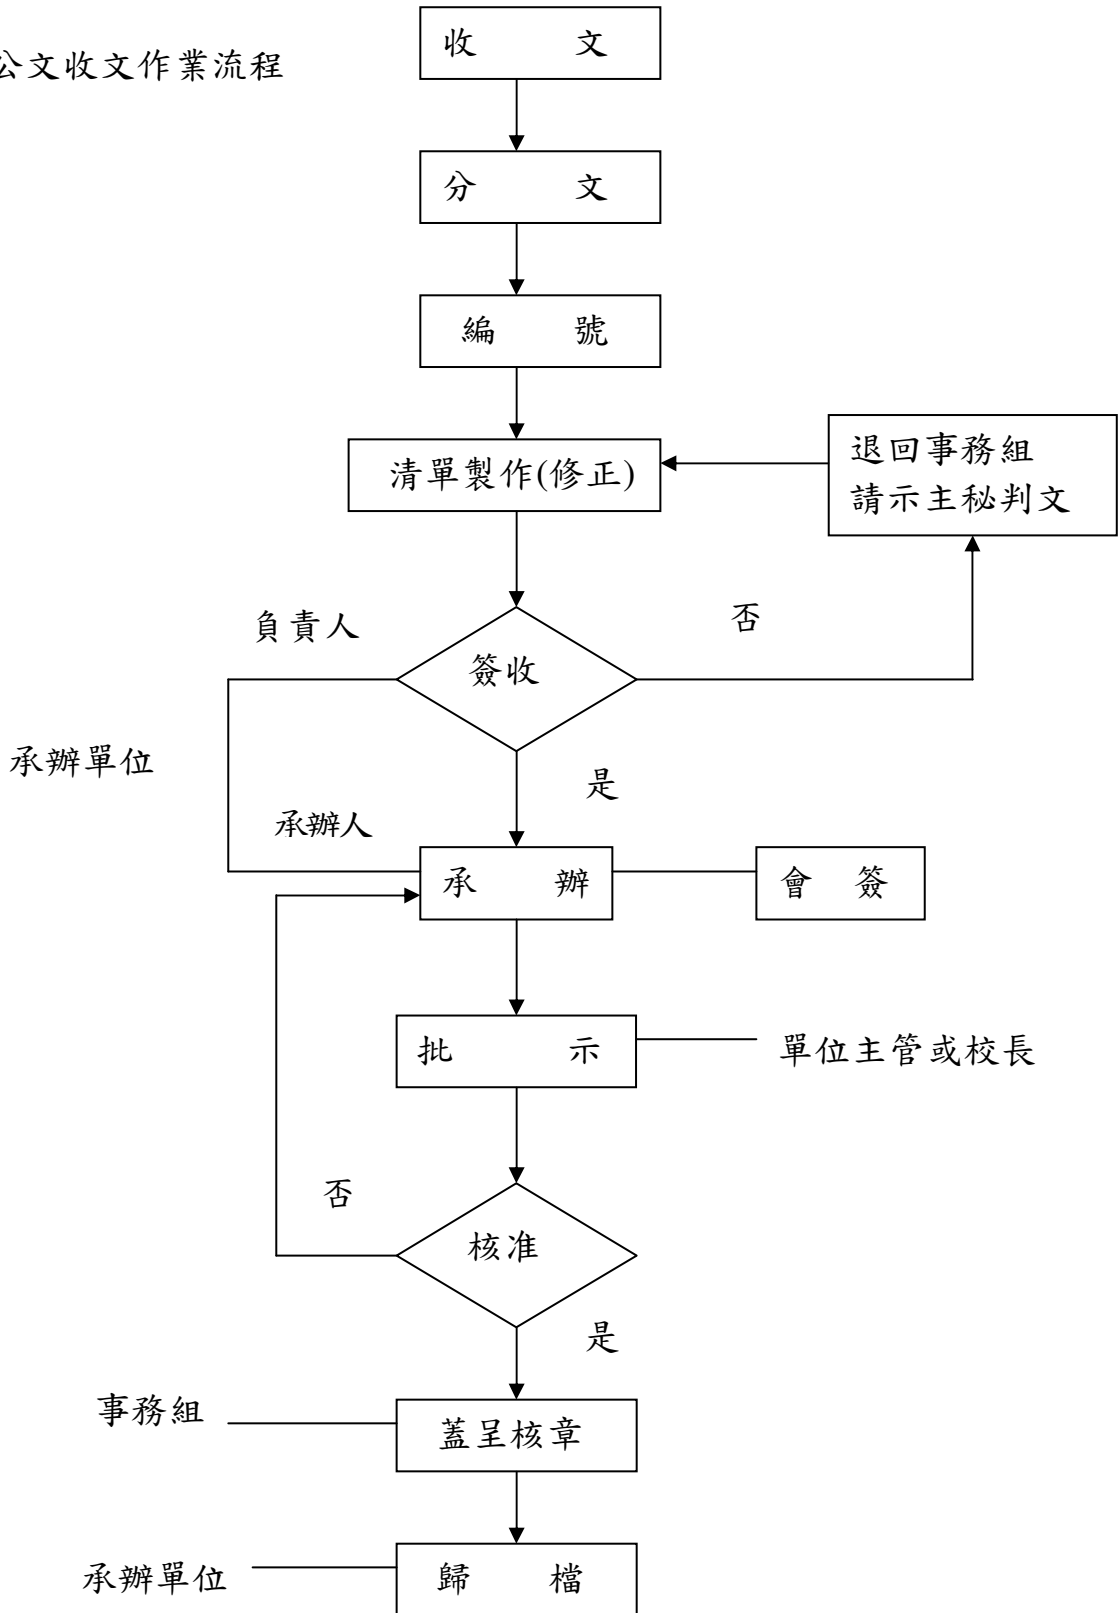 收文
公文收文作業流程
分文
編號
清單製作(修正)
退回事務組
請示主秘判文
負責人
否
簽收
承辦單位
是
承辦人
承辦
會簽
批示
單位主管或校長
否
核准
是
事務組
蓋呈核章
承辦單位
歸檔